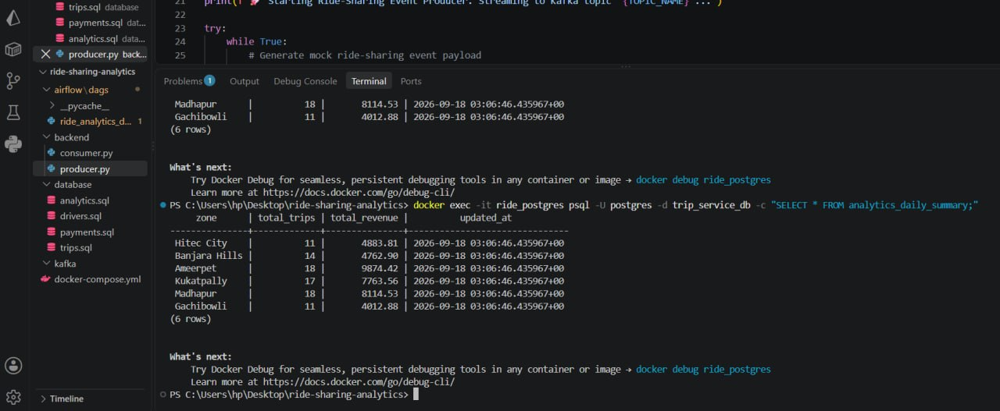 trips.sql database
payments.sql dat...
analytics.sql data...
producer.py back...
ride-sharing-analytics
airflow\dags
__pycache__
ride_analytics_d... 1
backend
consumer.py
producer.py
database
analytics.sql
drivers.sql
payments.sql
trips.sql
kafka
docker-compose.yml
Timeline
21 print(f"🚀 Starting Ride-Sharing Event Producer. Streaming to Kafka topic '{TOPIC_NAME}'...")
22
23 try:
24 while True:
25 # Generate mock ride-sharing event payload
Problems 1 Output Debug Console Terminal Ports
Madhapur | 18 | 8114.53 | 2026-09-18 03:06:46.435967+00
Gachibowli | 11 | 4012.88 | 2026-09-18 03:06:46.435967+00
(6 rows)
What's next:
Try Docker Debug for seamless, persistent debugging tools in any container or image → docker debug ride_postgres
Learn more at https://docs.docker.com/go/debug-cli/
PS C:\Users\hp\Desktop\ride-sharing-analytics> docker exec -it ride_postgres psql -U postgres -d trip_service_db -c "SELECT * FROM analytics_daily_summary;"
zone | total_trips | total_revenue | updated_at
---------------+-------------+---------------+-------------------------------
Hitec City | 11 | 4883.81 | 2026-09-18 03:06:46.435967+00
Banjara Hills | 14 | 4762.90 | 2026-09-18 03:06:46.435967+00
Ameerpet | 18 | 9874.42 | 2026-09-18 03:06:46.435967+00
Kukatpally | 17 | 7763.56 | 2026-09-18 03:06:46.435967+00
Madhapur | 18 | 8114.53 | 2026-09-18 03:06:46.435967+00
Gachibowli | 11 | 4012.88 | 2026-09-18 03:06:46.435967+00
(6 rows)
What's next:
Try Docker Debug for seamless, persistent debugging tools in any container or image → docker debug ride_postgres
Learn more at https://docs.docker.com/go/debug-cli/
PS C:\Users\hp\Desktop\ride-sharing-analytics>